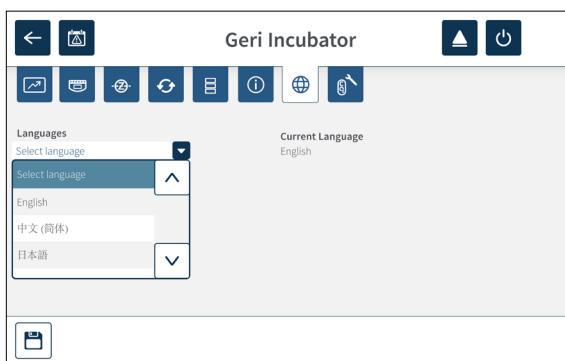 Geri Incubator
Languages
Select language
Select language
English
中文 (简体)
日本語
Current Language
English